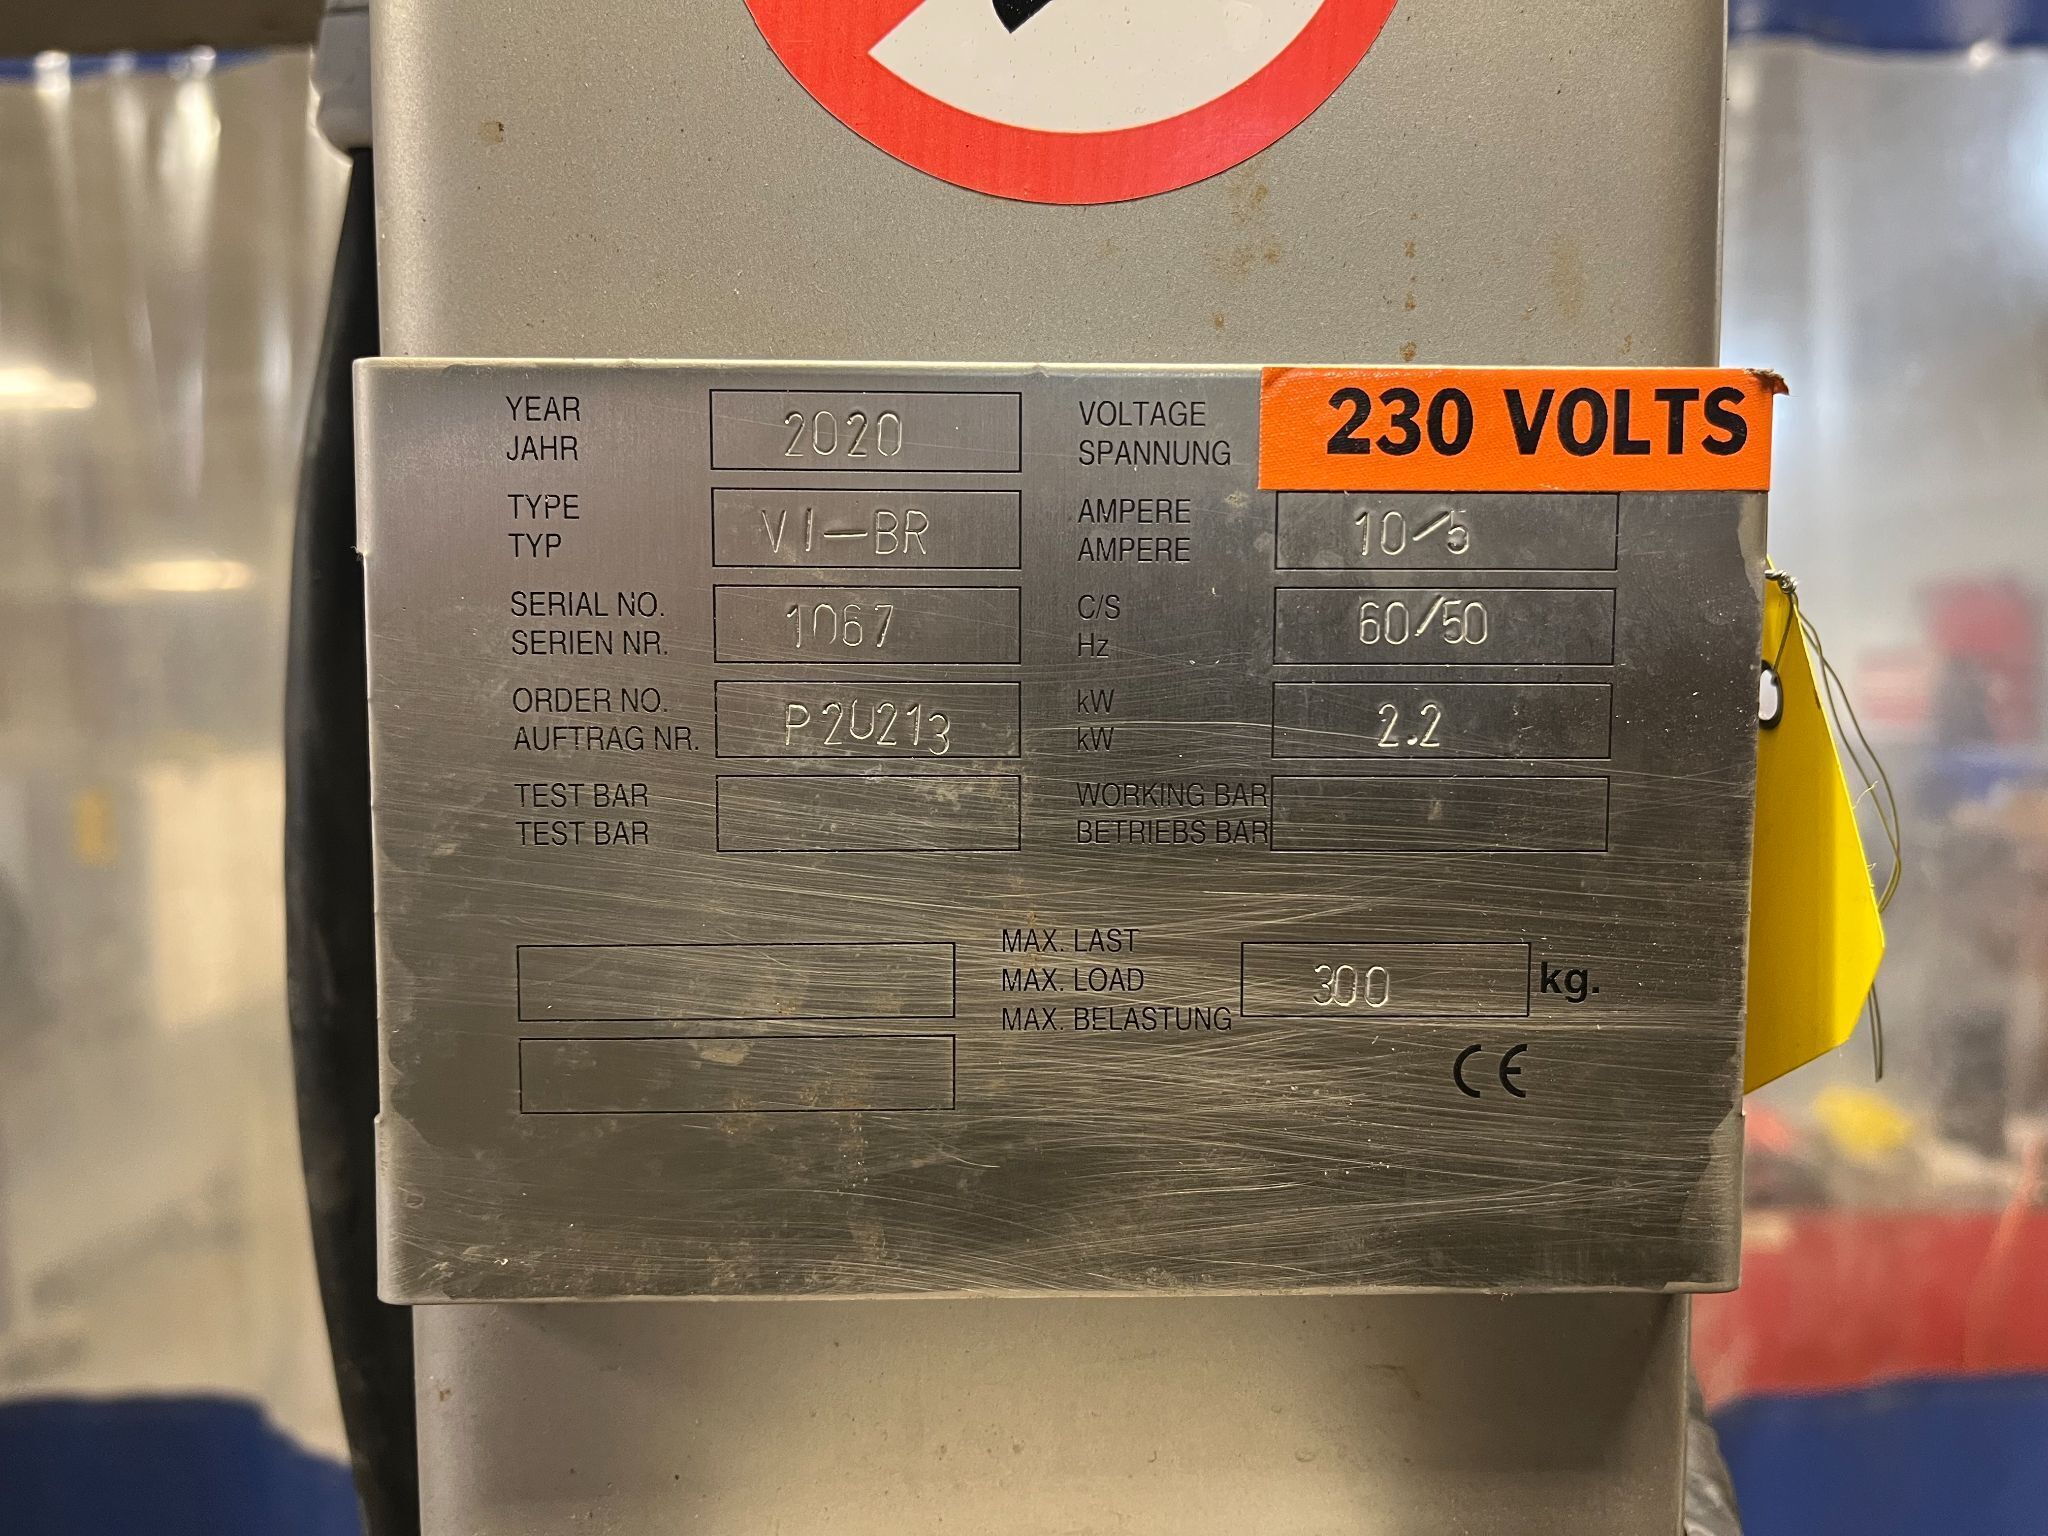 YEAR 2020 VOLTAGE 230 VOLTS
JAHR SPANNUNG
TYPE VI-BR AMPERE 10/5
TYP AMPERE
SERIAL NO. 1067 C/S 60/50
SERIEN NR. Hz
ORDER NO. P20213 kW 2.2
AUFTRAG NR. kW
TEST BAR WORKING BAR
TEST BAR BETRIEBS BAR
MAX. LAST
MAX. LOAD 300 kg.
MAX. BELASTUNG
CE